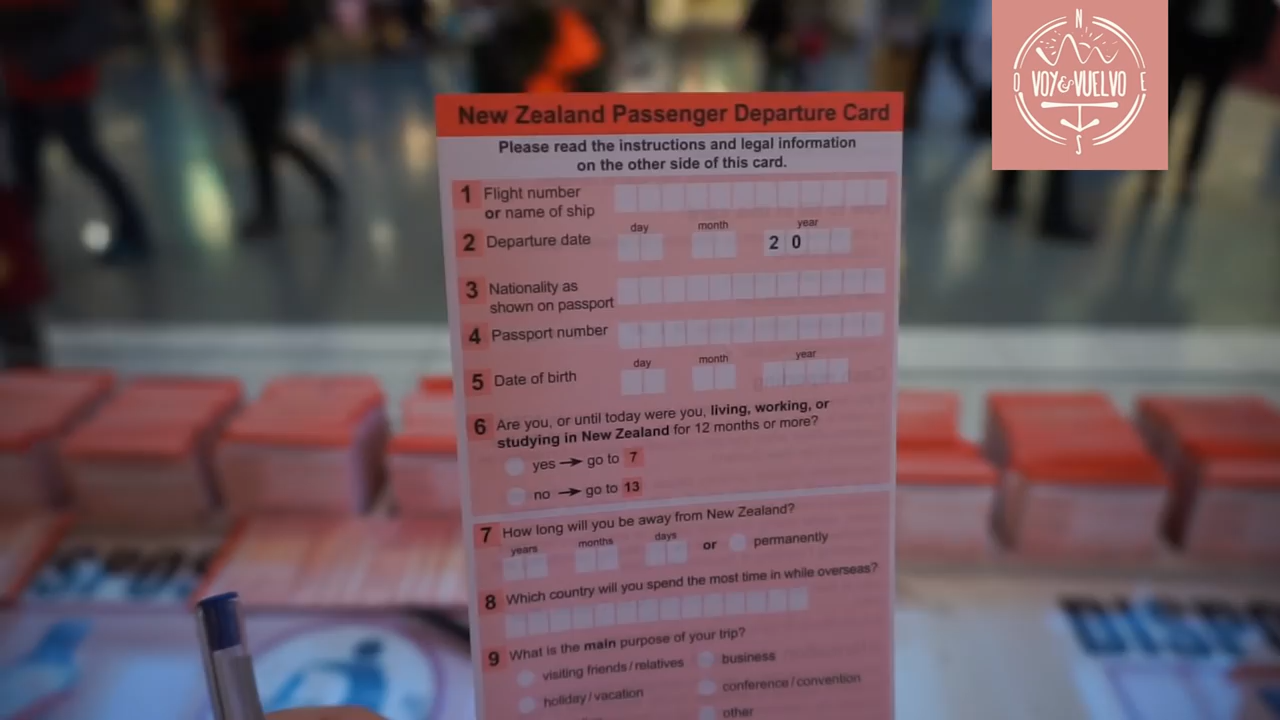 N
O VOY & VUELVO E
S
New Zealand Passenger Departure Card
Please read the instructions and legal information
on the other side of this card.
1 Flight number
or name of ship
day month year
2 Departure date 2 0
3 Nationality as
shown on passport
4 Passport number
day month year
5 Date of birth
6 Are you, or until today were you, living, working, or
studying in New Zealand for 12 months or more?
yes → go to 7
no → go to 13
7 How long will you be away from New Zealand?
years months days or permanently
8 Which country will you spend the most time in while overseas?
9 What is the main purpose of your trip?
visiting friends/relatives business
holiday/vacation conference/convention
other